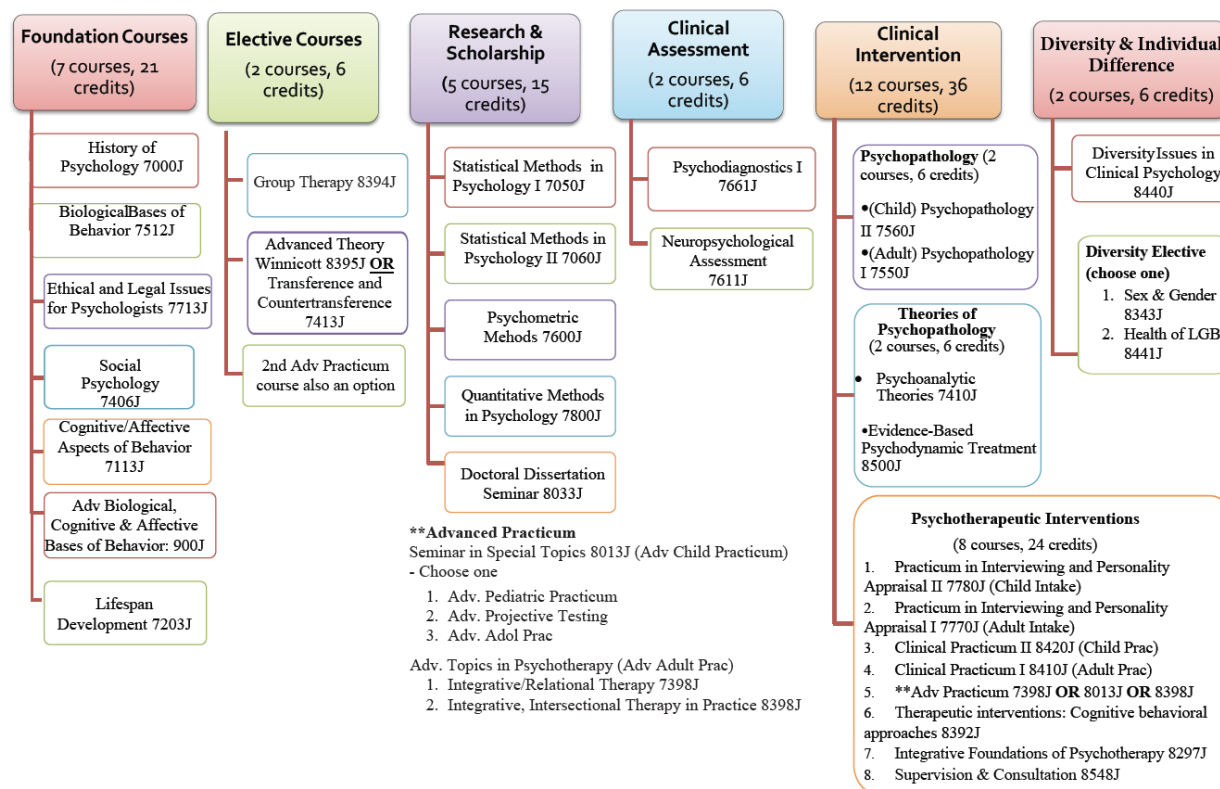 Foundation Courses
(7 courses, 21
credits)
History of
Psychology 7000J
BiologicalBases of
Behavior 7512J
Ethical and Legal Issues
for Psychologists 7713J
Social
Psychology
7406J
Cognitive/Affective
Aspects of Behavior
7113J
Adv Biological,
Cognitive & Affective
Bases of Behavior: 900J
Lifespan
Development 7203J
Elective Courses
(2 courses, 6
credits)
Group Therapy 8394J
Advanced Theory
Winnicott 8395J OR
Transference and
Countertransference
7413J
2nd Adv Practicum
course also an option
Research
& Scholarship
(5 courses, 15
credits)
Statistical Methods in
Psychology I 7050J
Statistical Methods in
Psychology II 7060J
Psychometric
Mehods 7600J
Quantitative Methods
in Psychology 7800J
Doctoral Dissertation
Seminar 8033J
**Advanced Practicum
Seminar in Special Topics 8013J (Adv Child Practicum)
- Choose one
1. Adv. Pediatric Practicum
2. Adv. Projective Testing
3. Adv. Adol Prac
Adv. Topics in Psychotherapy (Adv Adult Prac)
1. Integrative/Relational Therapy 7398J
2. Integrative, Intersectional Therapy in Practice 8398J
Clinical
Assessment
(2 courses, 6
credits)
Psychodiagnostics I
7661J
Neuropsychological
Assessment
7611J
Clinical
Intervention
(12 courses, 36
credits)
Psychopathology (2
courses, 6 credits)
•(Child) Psychopathology
II 7560J
•(Adult) Psychopathology
I 7550J
Theories of
Psychopathology
(2 courses, 6 credits)
• Psychoanalytic
Theories 7410J
•Evidence-Based
Psychodynamic Treatment
8500J
Psychotherapeutic Interventions
(8 courses, 24 credits)
1. Practicum in Interviewing and Personality
Appraisal II 7780J (Child Intake)
2. Practicum in Interviewing and Personality
Appraisal I 7770J (Adult Intake)
3. Clinical Practicum II 8420J (Child Prac)
4. Clinical Practicum I 8410J (Adult Prac)
5. **Adv Practicum 7398J OR 8013J OR 8398J
6. Therapeutic interventions: Cognitive behavioral
approaches 8392J
7. Integrative Foundations of Psychotherapy 8297J
8. Supervision & Consultation 8548J
Diversity & Individual
Difference
(2 courses, 6 credits)
DiversityIssues in
Clinical Psychology
8440J
Diversity Elective
(choose one)
1. Sex & Gender
8343J
2. Health of LGB
8441J